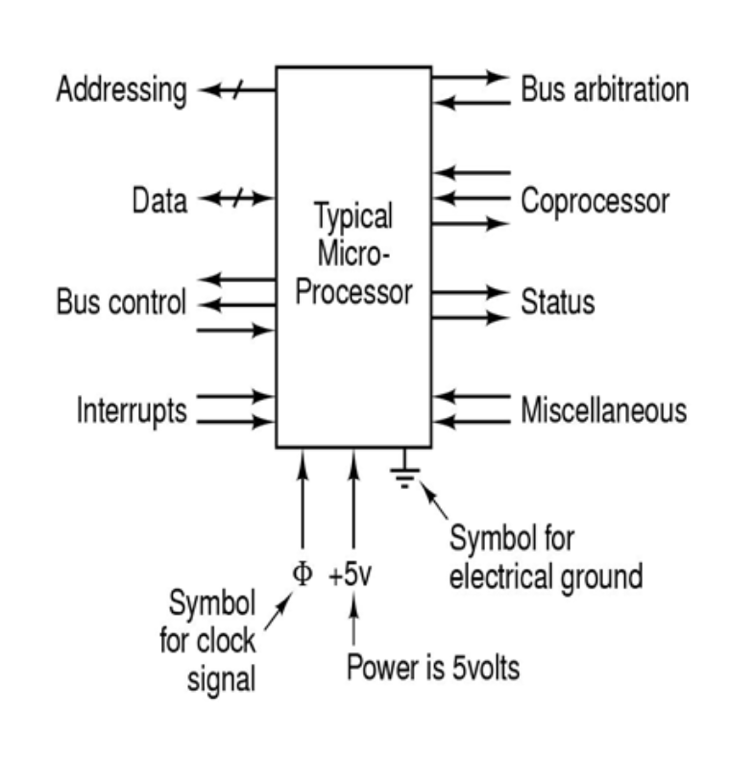 Addressing
Bus arbitration
Data
Typical
Micro-
Processor
Coprocessor
Bus control
Status
Interrupts
Miscellaneous
Φ +5v
Symbol for
electrical ground
Symbol
for clock
signal
Power is 5volts